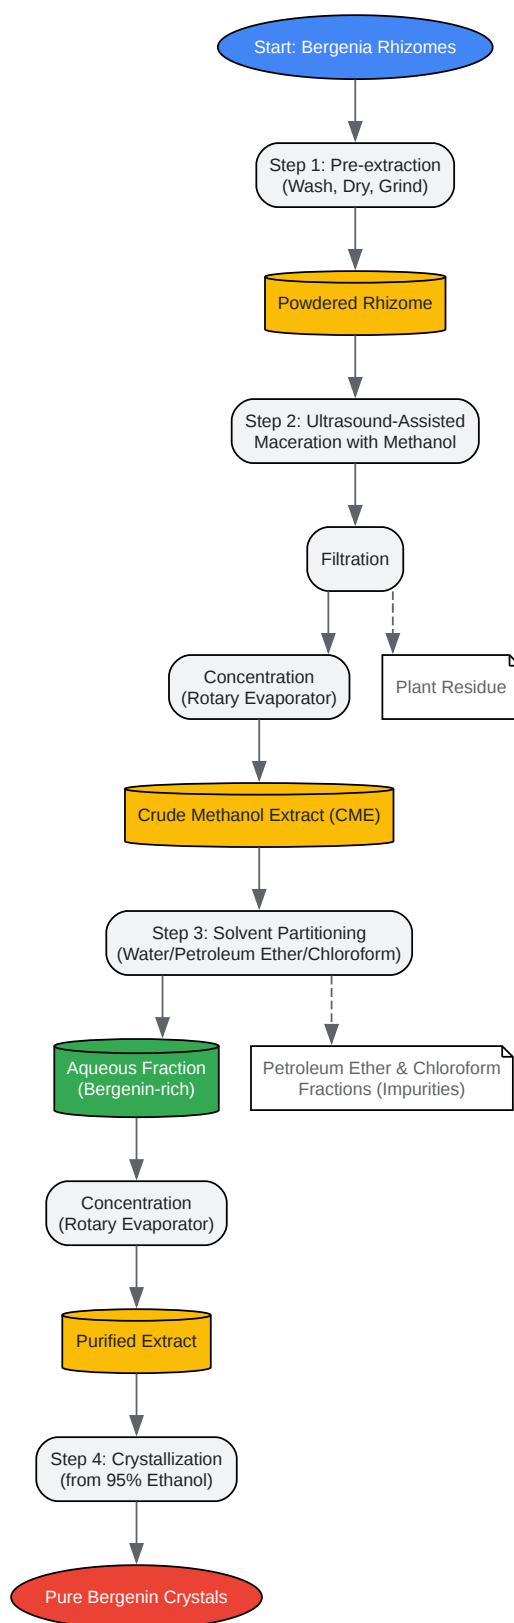 Start: Bergenia Rhizomes
Step 1: Pre-extraction
(Wash, Dry, Grind)
Powdered Rhizome
Step 2: Ultrasound-Assisted
Maceration with Methanol
Filtration
Concentration
(Rotary Evaporator)
Plant Residue
Crude Methanol Extract (CME)
Step 3: Solvent Partitioning
(Water/Petroleum Ether/Chloroform)
Aqueous Fraction
(Bergenin-rich)
Petroleum Ether & Chloroform
Fractions (Impurities)
Concentration
(Rotary Evaporator)
Purified Extract
Step 4: Crystallization
(from 95% Ethanol)
Pure Bergenin Crystals